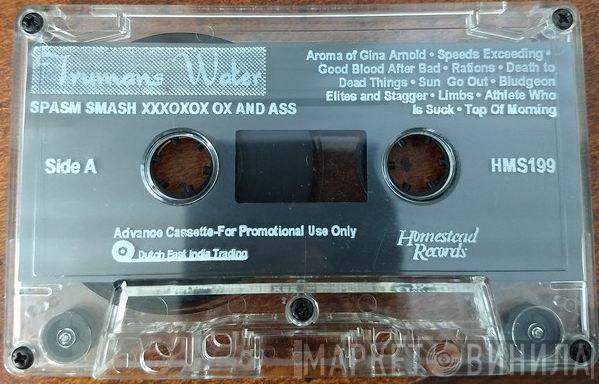 Trumans Water
SPASM SMASH XXXOXOX OX AND ASS
Aroma of Gina Arnold • Speeds Exceeding •
Good Blood After Bad • Rations • Death to
Dead Things • Sun Go Out • Bludgeon
Elites and Stagger • Limbs • Athlete Who
Is Suck • Top Of Morning
Side A
HMS199
Advance Cassette-For Promotional Use Only
Dutch East India Trading
Homestead
Records
МАРКЕТ ВИНИЛА